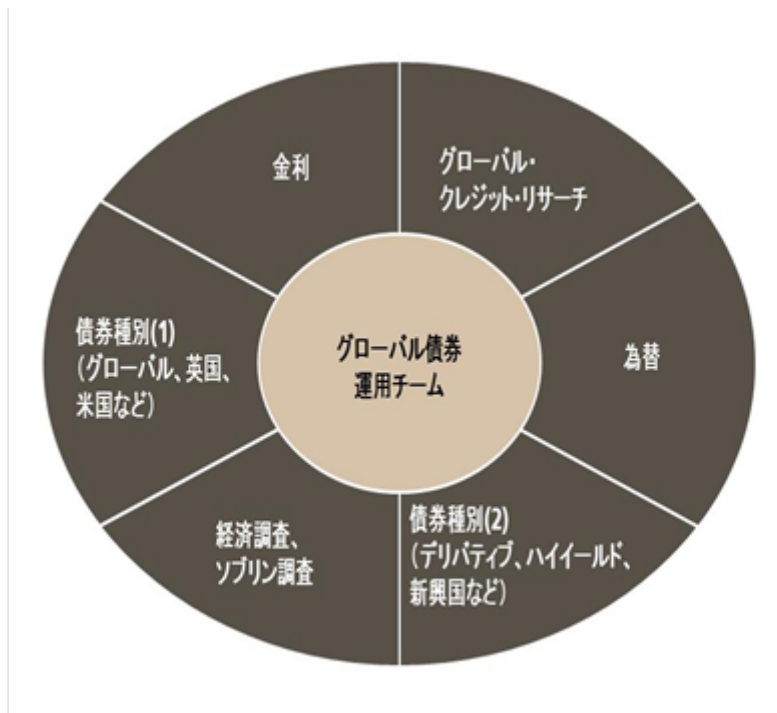 金利
グローバル・
クレジット・リサーチ
債券種別(1)
(グローバル、英国、
米国など)
グローバル債券
運用チーム
為替
経済調査、
ソブリン調査
債券種別(2)
(デリバティブ、ハイイールド、
新興国など)